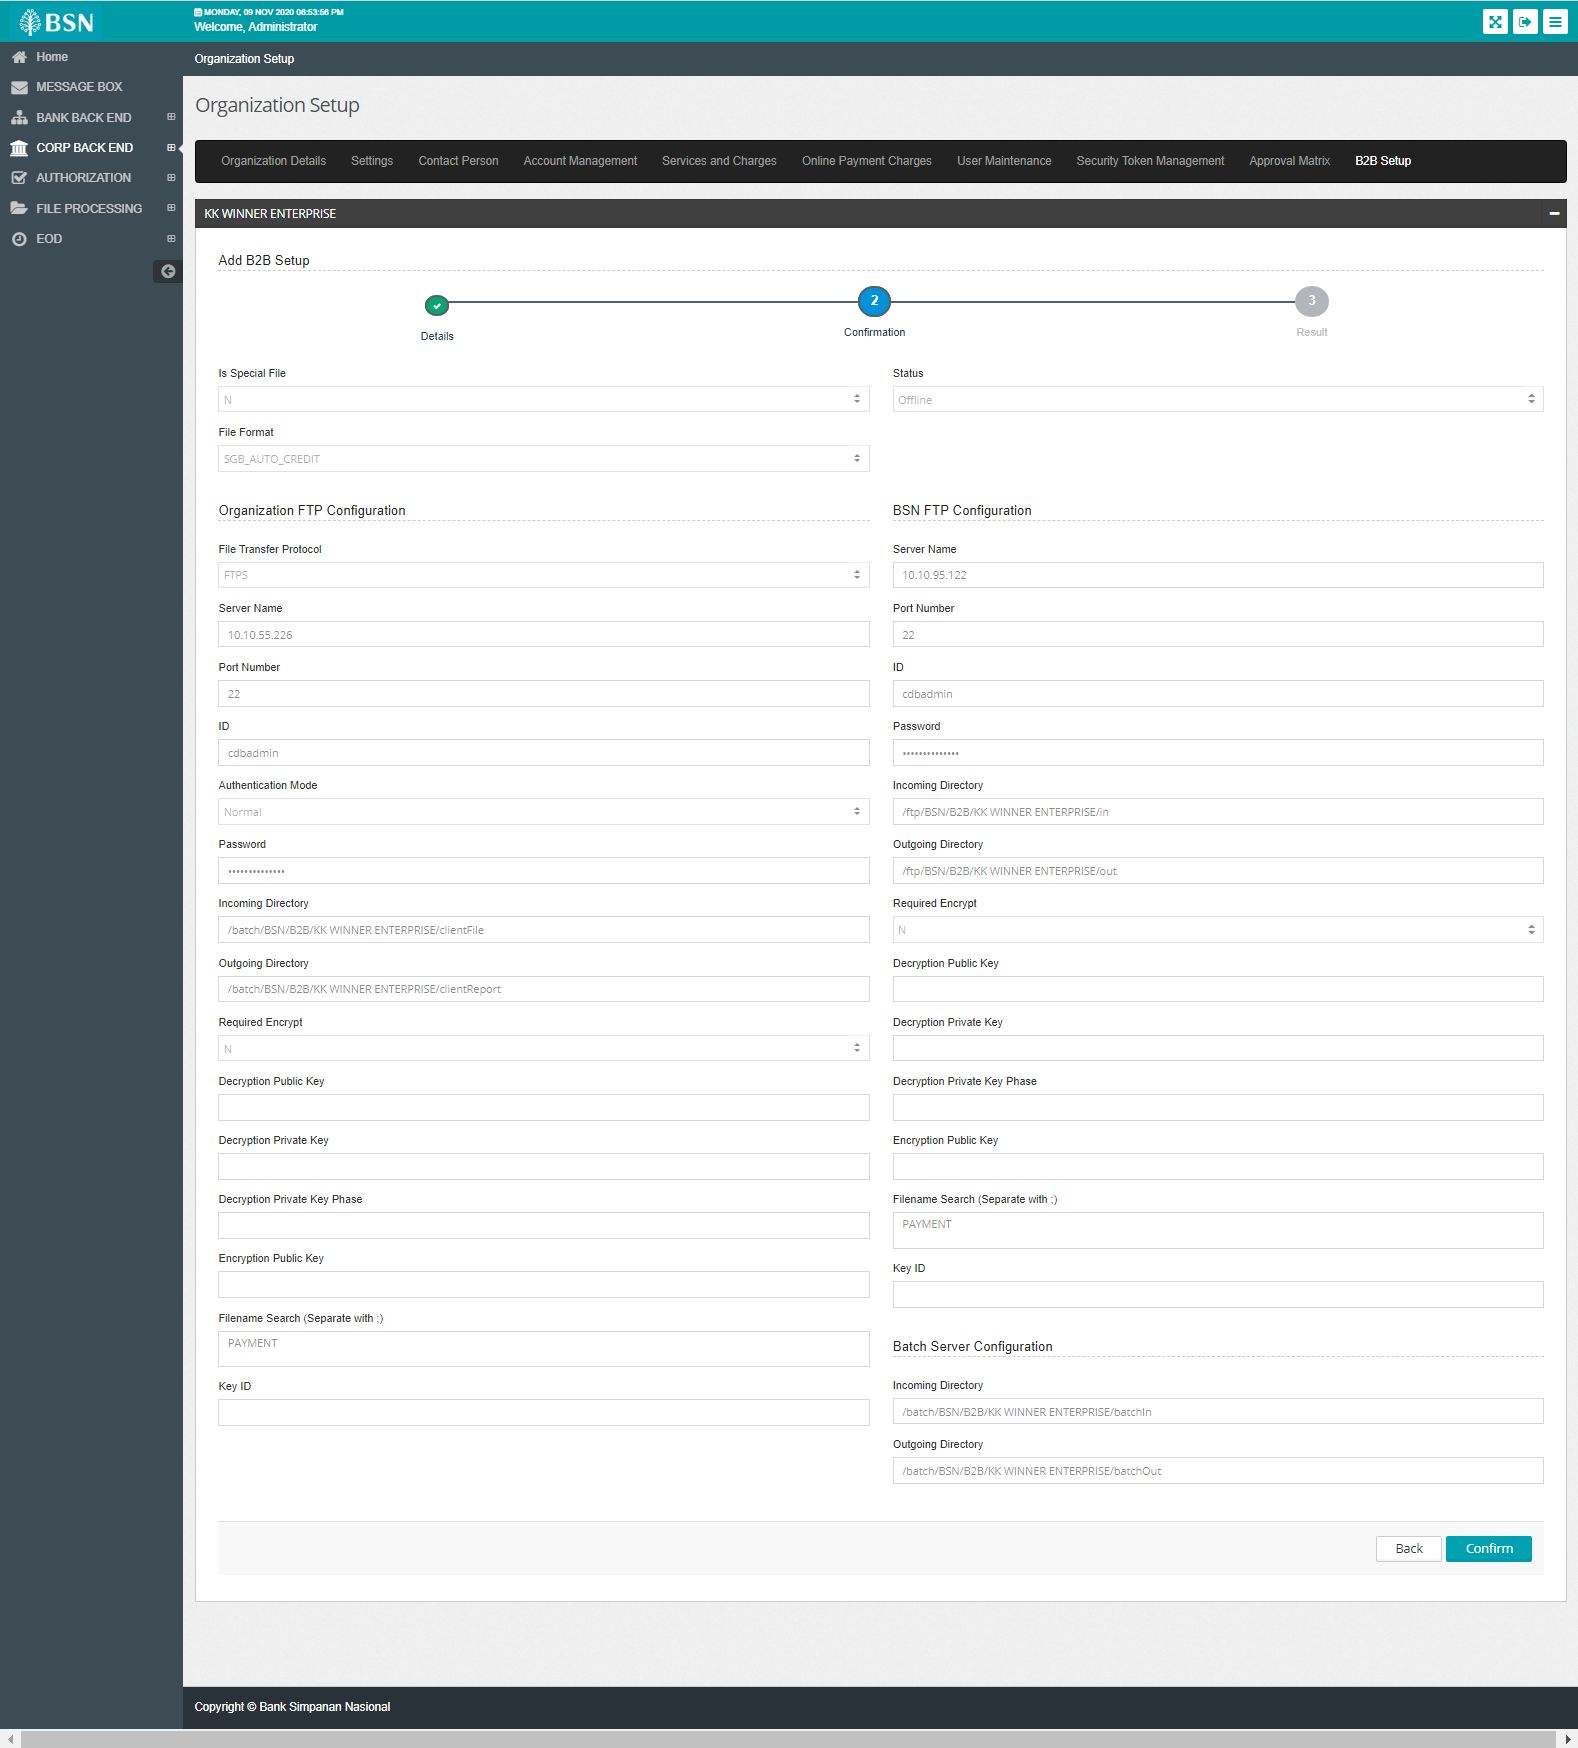 BSN
MONDAY, 09 NOV 2020 06:53:56 PM
Welcome, Administrator
Home
MESSAGE BOX
BANK BACK END
CORP BACK END
AUTHORIZATION
FILE PROCESSING
EOD
Organization Setup
Organization Setup
Organization Details Settings Contact Person Account Management Services and Charges Online Payment Charges User Maintenance Security Token Management Approval Matrix B2B Setup
KK WINNER ENTERPRISE
Add B2B Setup
2 3
Details Confirmation Result
Is Special File
N
Status
Offline
File Format
SGB_AUTO_CREDIT
Organization FTP Configuration
File Transfer Protocol
FTPS
Server Name
10.10.55.226
Port Number
22
ID
cdbadmin
Authentication Mode
Normal
Password
••••••••••••••
Incoming Directory
/batch/BSN/B2B/KK WINNER ENTERPRISE/clientFile
Outgoing Directory
/batch/BSN/B2B/KK WINNER ENTERPRISE/clientReport
Required Encrypt
N
Decryption Public Key
Decryption Private Key
Decryption Private Key Phase
Encryption Public Key
Filename Search (Separate with ;)
PAYMENT
Key ID
BSN FTP Configuration
Server Name
10.10.95.122
Port Number
22
ID
cdbadmin
Password
••••••••••••••
Incoming Directory
/ftp/BSN/B2B/KK WINNER ENTERPRISE/in
Outgoing Directory
/ftp/BSN/B2B/KK WINNER ENTERPRISE/out
Required Encrypt
N
Decryption Public Key
Decryption Private Key
Decryption Private Key Phase
Encryption Public Key
Filename Search (Separate with ;)
PAYMENT
Key ID
Batch Server Configuration
Incoming Directory
/batch/BSN/B2B/KK WINNER ENTERPRISE/batchIn
Outgoing Directory
/batch/BSN/B2B/KK WINNER ENTERPRISE/batchOut
Back Confirm
Copyright © Bank Simpanan Nasional